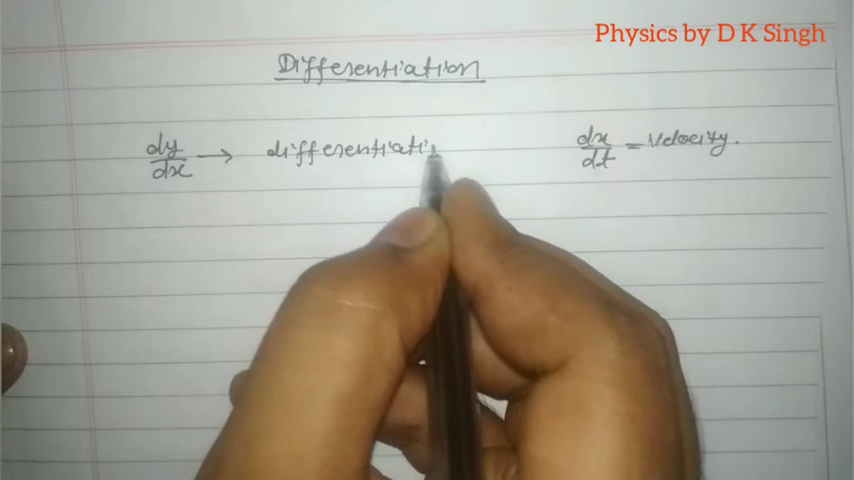 Physics by D K Singh
Differentiation
dy/dx → differentiati
dx/dt = Velocity.